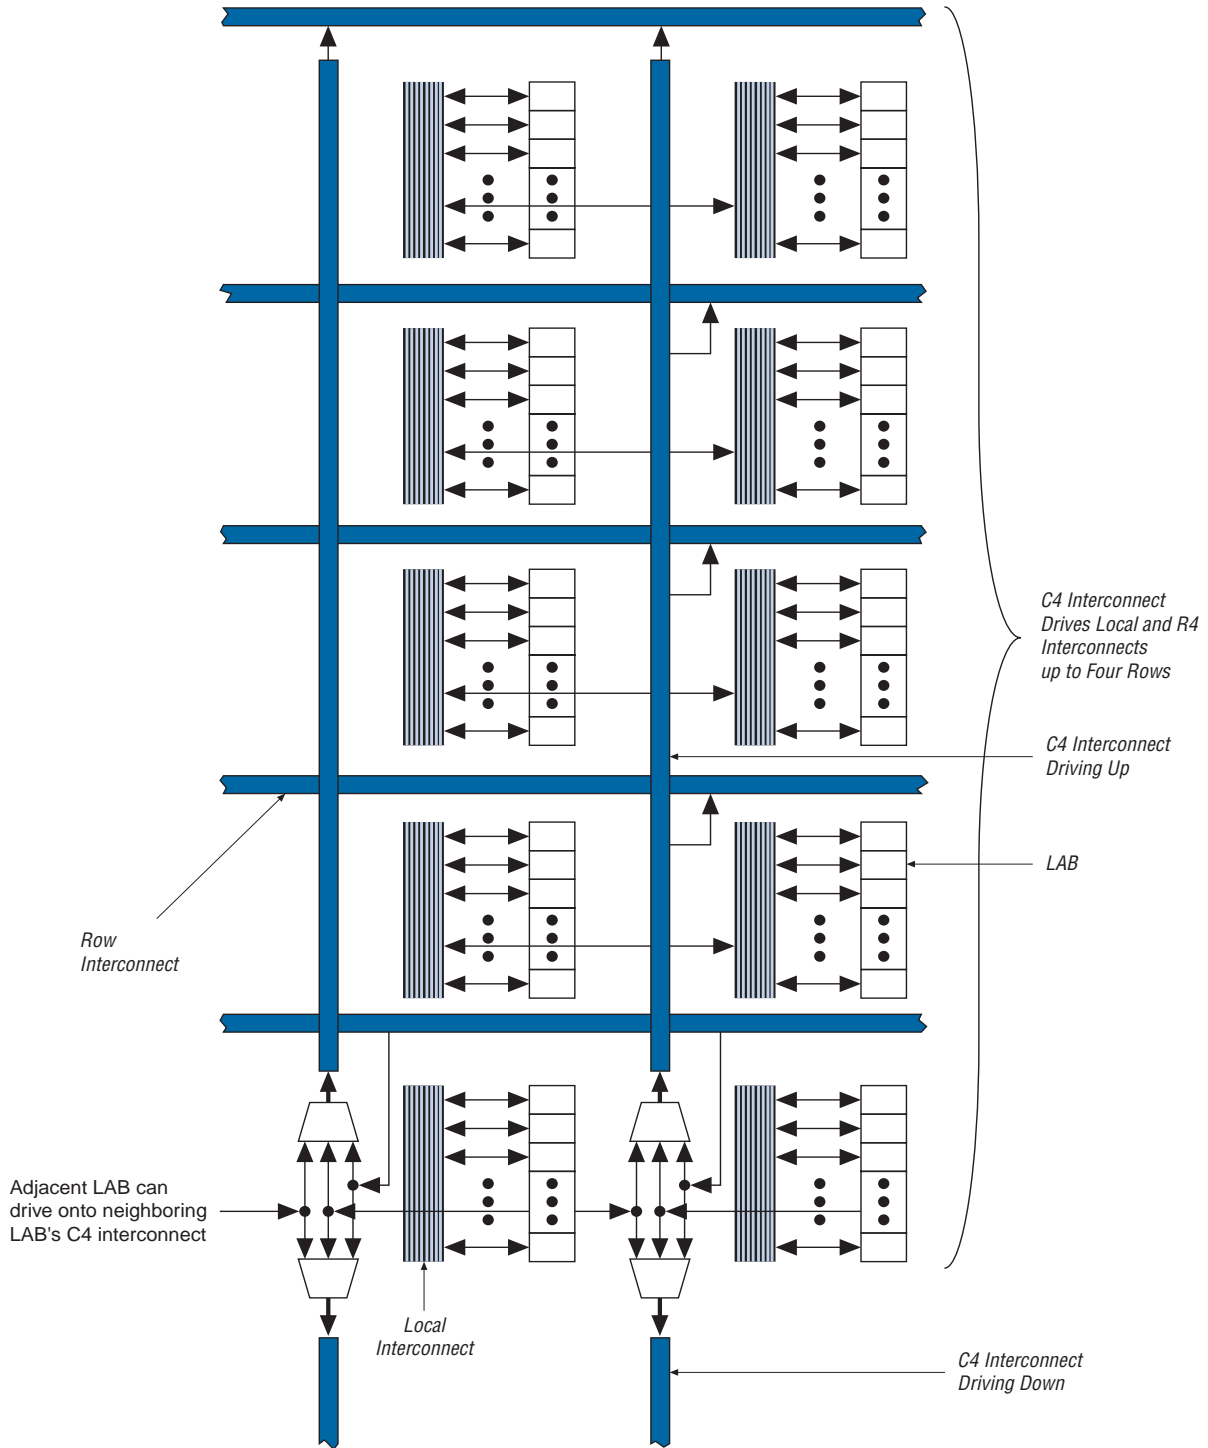 C4 Interconnect
Drives Local and R4
Interconnects
up to Four Rows
C4 Interconnect
Driving Up
LAB
Row
Interconnect
Adjacent LAB can
drive onto neighboring
LAB's C4 interconnect
Local
Interconnect
C4 Interconnect
Driving Down